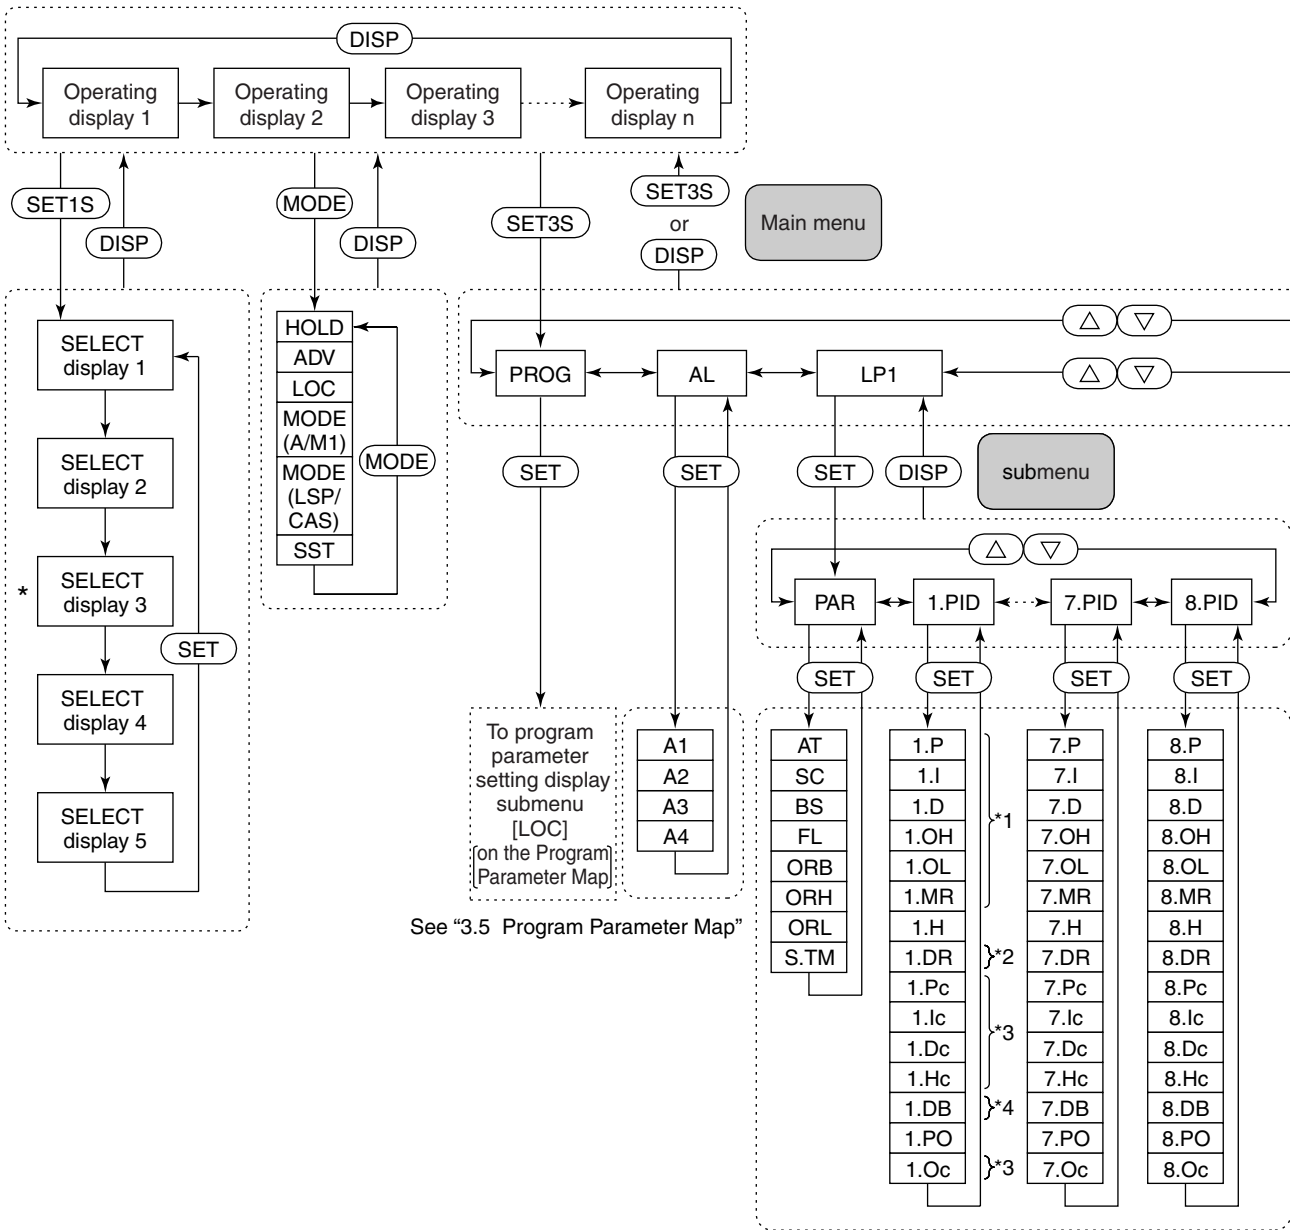 DISP
Operating
display 1
Operating
display 2
Operating
display 3
Operating
display n
SET1S
DISP
MODE
DISP
SET3S
SET3S
or
DISP
Main menu
SELECT
display 1
SELECT
display 2
*
SELECT
display 3
SELECT
display 4
SELECT
display 5
SET
HOLD
ADV
LOC
MODE
(A/M1)
MODE
(LSP/
CAS)
SST
MODE
PROG
AL
LP1
SET
SET
SET
DISP
submenu
PAR
1.PID
7.PID
8.PID
SET
SET
SET
SET
To program
parameter
setting display
submenu
[LOC]
[on the Program
Parameter Map]
See “3.5 Program Parameter Map”
A1
A2
A3
A4
AT
SC
BS
FL
ORB
ORH
ORL
S.TM
1.P
1.I
1.D
1.OH
1.OL
1.MR
1.H
1.DR
1.Pc
1.Ic
1.Dc
1.Hc
1.DB
1.PO
1.Oc
*1
*2
*3
*4
*3
7.P
7.I
7.D
7.OH
7.OL
7.MR
7.H
7.DR
7.Pc
7.Ic
7.Dc
7.Hc
7.DB
7.PO
7.Oc
8.P
8.I
8.D
8.OH
8.OL
8.MR
8.H
8.DR
8.Pc
8.Ic
8.Dc
8.Hc
8.DB
8.PO
8.Oc